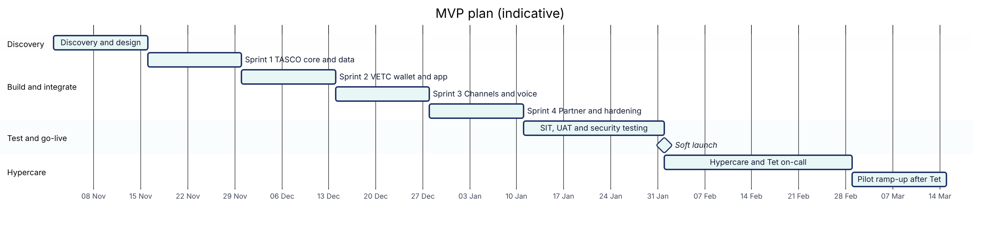 MVP plan (indicative)
Discovery
Discovery and design
Sprint 1 TASCO core and data
Sprint 2 VETC wallet and app
Build and integrate
Sprint 3 Channels and voice
Sprint 4 Partner and hardening
SIT, UAT and security testing
Test and go-live
Soft launch
Hypercare and Tet on-call
Hypercare
Pilot ramp-up after Tet
08 Nov 15 Nov 22 Nov 29 Nov 06 Dec 13 Dec 20 Dec 27 Dec 03 Jan 10 Jan 17 Jan 24 Jan 31 Jan 07 Feb 14 Feb 21 Feb 28 Feb 07 Mar 14 Mar